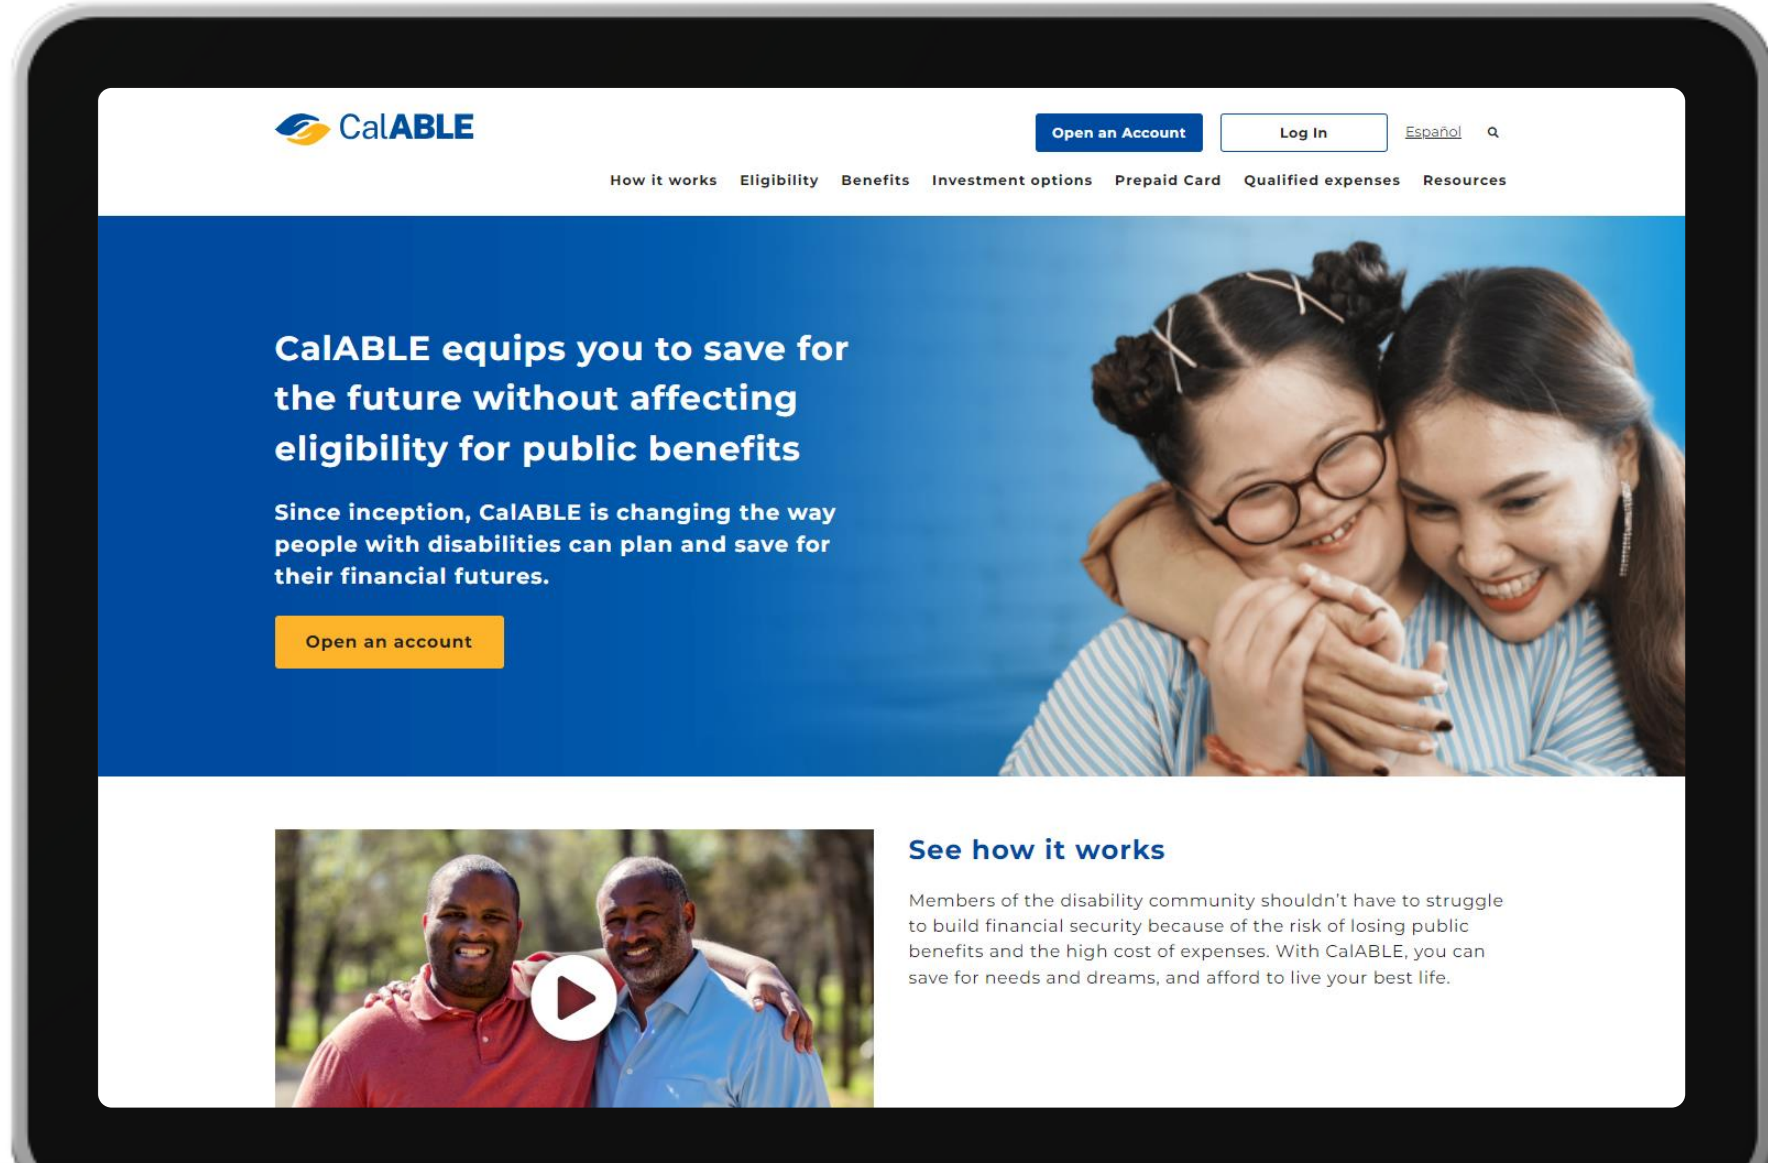 CalABLE
Open an Account
Log In
Español
How it works Eligibility Benefits Investment options Prepaid Card Qualified expenses Resources
CalABLE equips you to save for
the future without affecting
eligibility for public benefits
Since inception, CalABLE is changing the way
people with disabilities can plan and save for
their financial futures.
Open an account
See how it works
Members of the disability community shouldn't have to struggle
to build financial security because of the risk of losing public
benefits and the high cost of expenses. With CalABLE, you can
save for needs and dreams, and afford to live your best life.